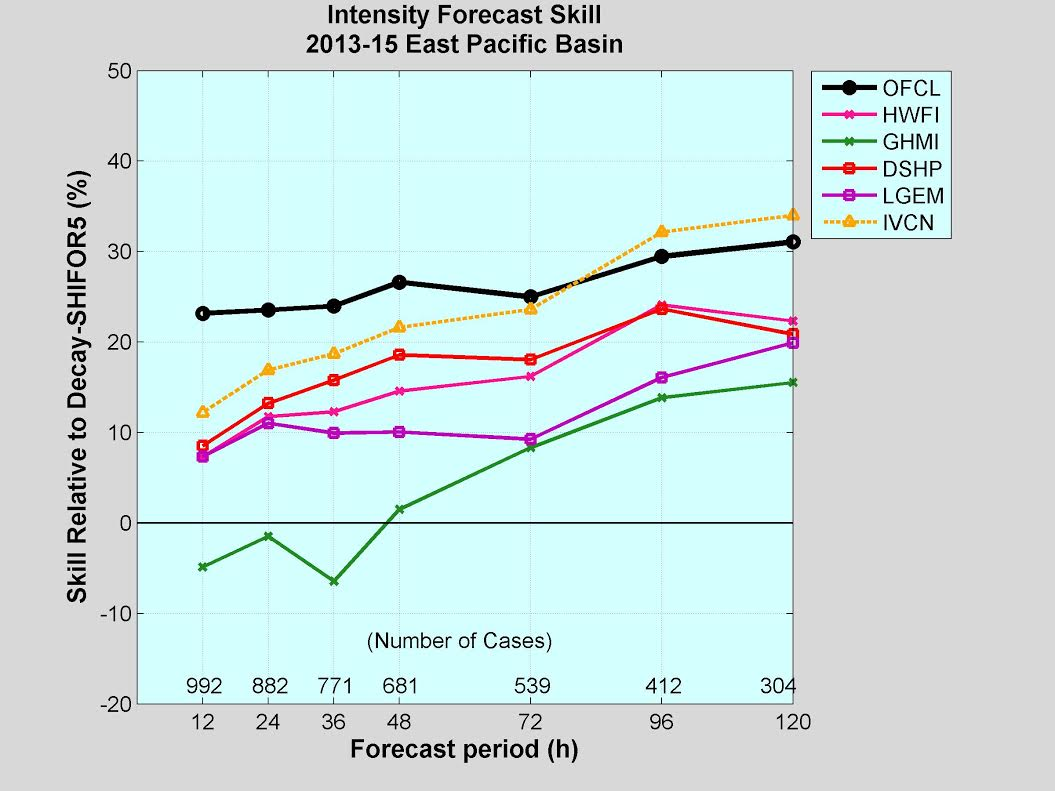 Intensity Forecast Skill
2013-15 East Pacific Basin
Skill Relative to Decay-SHIFOR5 (%)
50
40
30
20
10
0
-10
-20
OFCL
HWFI
GHMI
DSHP
LGEM
IVCN
(Number of Cases)
992 882 771 681 539 412 304
12 24 36 48 72 96 120
Forecast period (h)